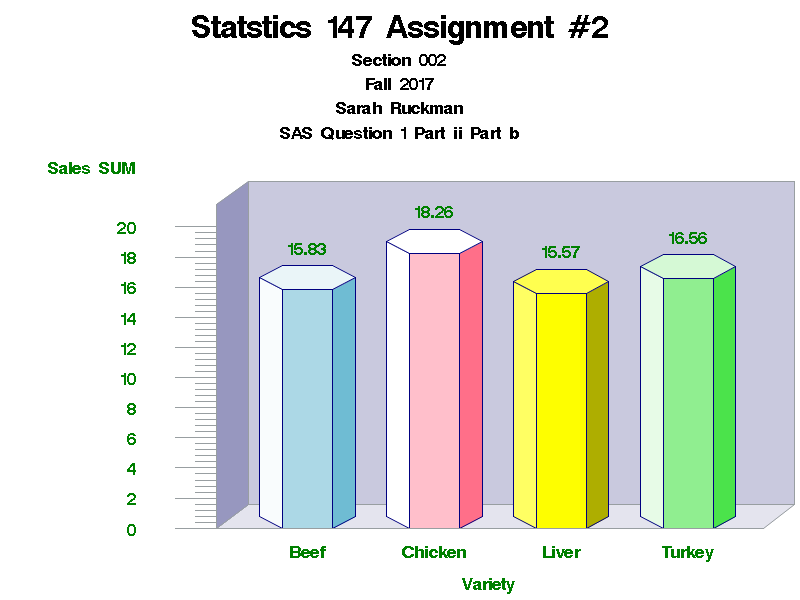 Statstics 147 Assignment #2
Section 002
Fall 2017
Sarah Ruckman
SAS Question 1 Part ii Part b
Sales SUM
20
18
16
14
12
10
8
6
4
2
0
15.83
18.26
15.57
16.56
Beef Chicken Liver Turkey
Variety